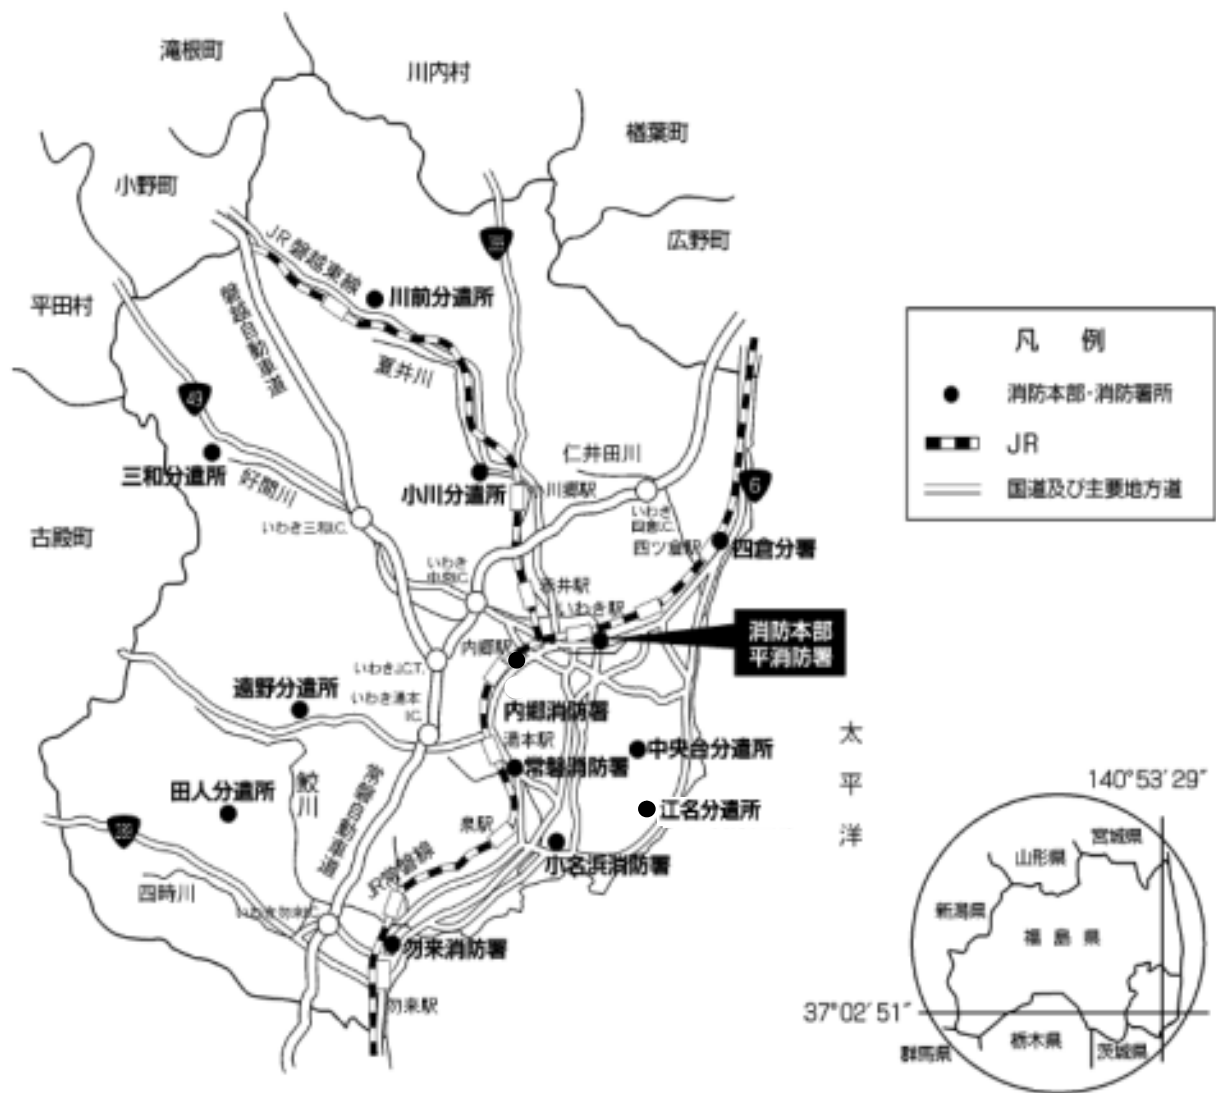 滝根町
川内村
楢葉町
小野町
広野町
平田村
JR磐越東線
川前分遣所
磐越自動車道
夏井川
49
三和分遣所
好間川
小川分遣所
仁井田川
小川郷駅
6
いわき三和I.C.
いわき
四倉I.C.
四ツ倉駅
四倉分署
古殿町
いわき
中央I.C.
赤井駅
いわき駅
消防本部
平消防署
内郷駅
いわきJ.C.T.
いわき湯本
I.C.
遠野分遣所
内郷消防署
湯本駅
中央台分遣所
常磐消防署
太平洋
田人分遣所
鮫川
常磐自動車道
江名分遣所
泉駅
小名浜消防署
289
JR常磐線
四時川
いわき勿来I.C.
勿来消防署
勿来駅
凡 例
消防本部・消防署所
JR
国道及び主要地方道
140°53′29″
宮城県
山形県
新潟県
福島県
37°02′51″
群馬県
栃木県
茨城県